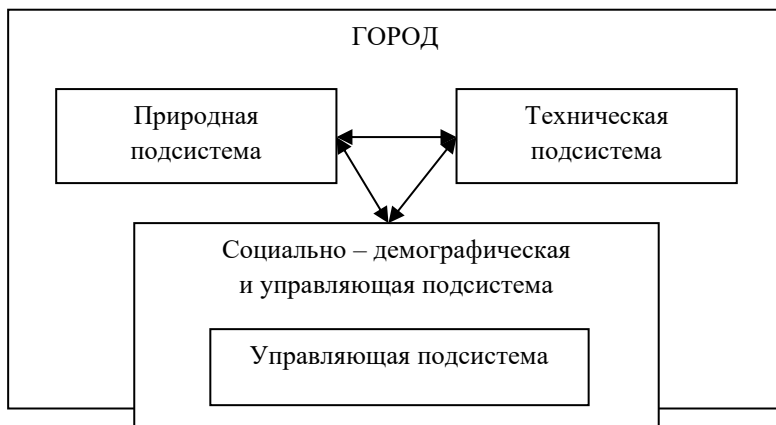 ГОРОД
Природная
подсистема
Техническая
подсистема
Социально – демографическая
и управляющая подсистема
Управляющая подсистема